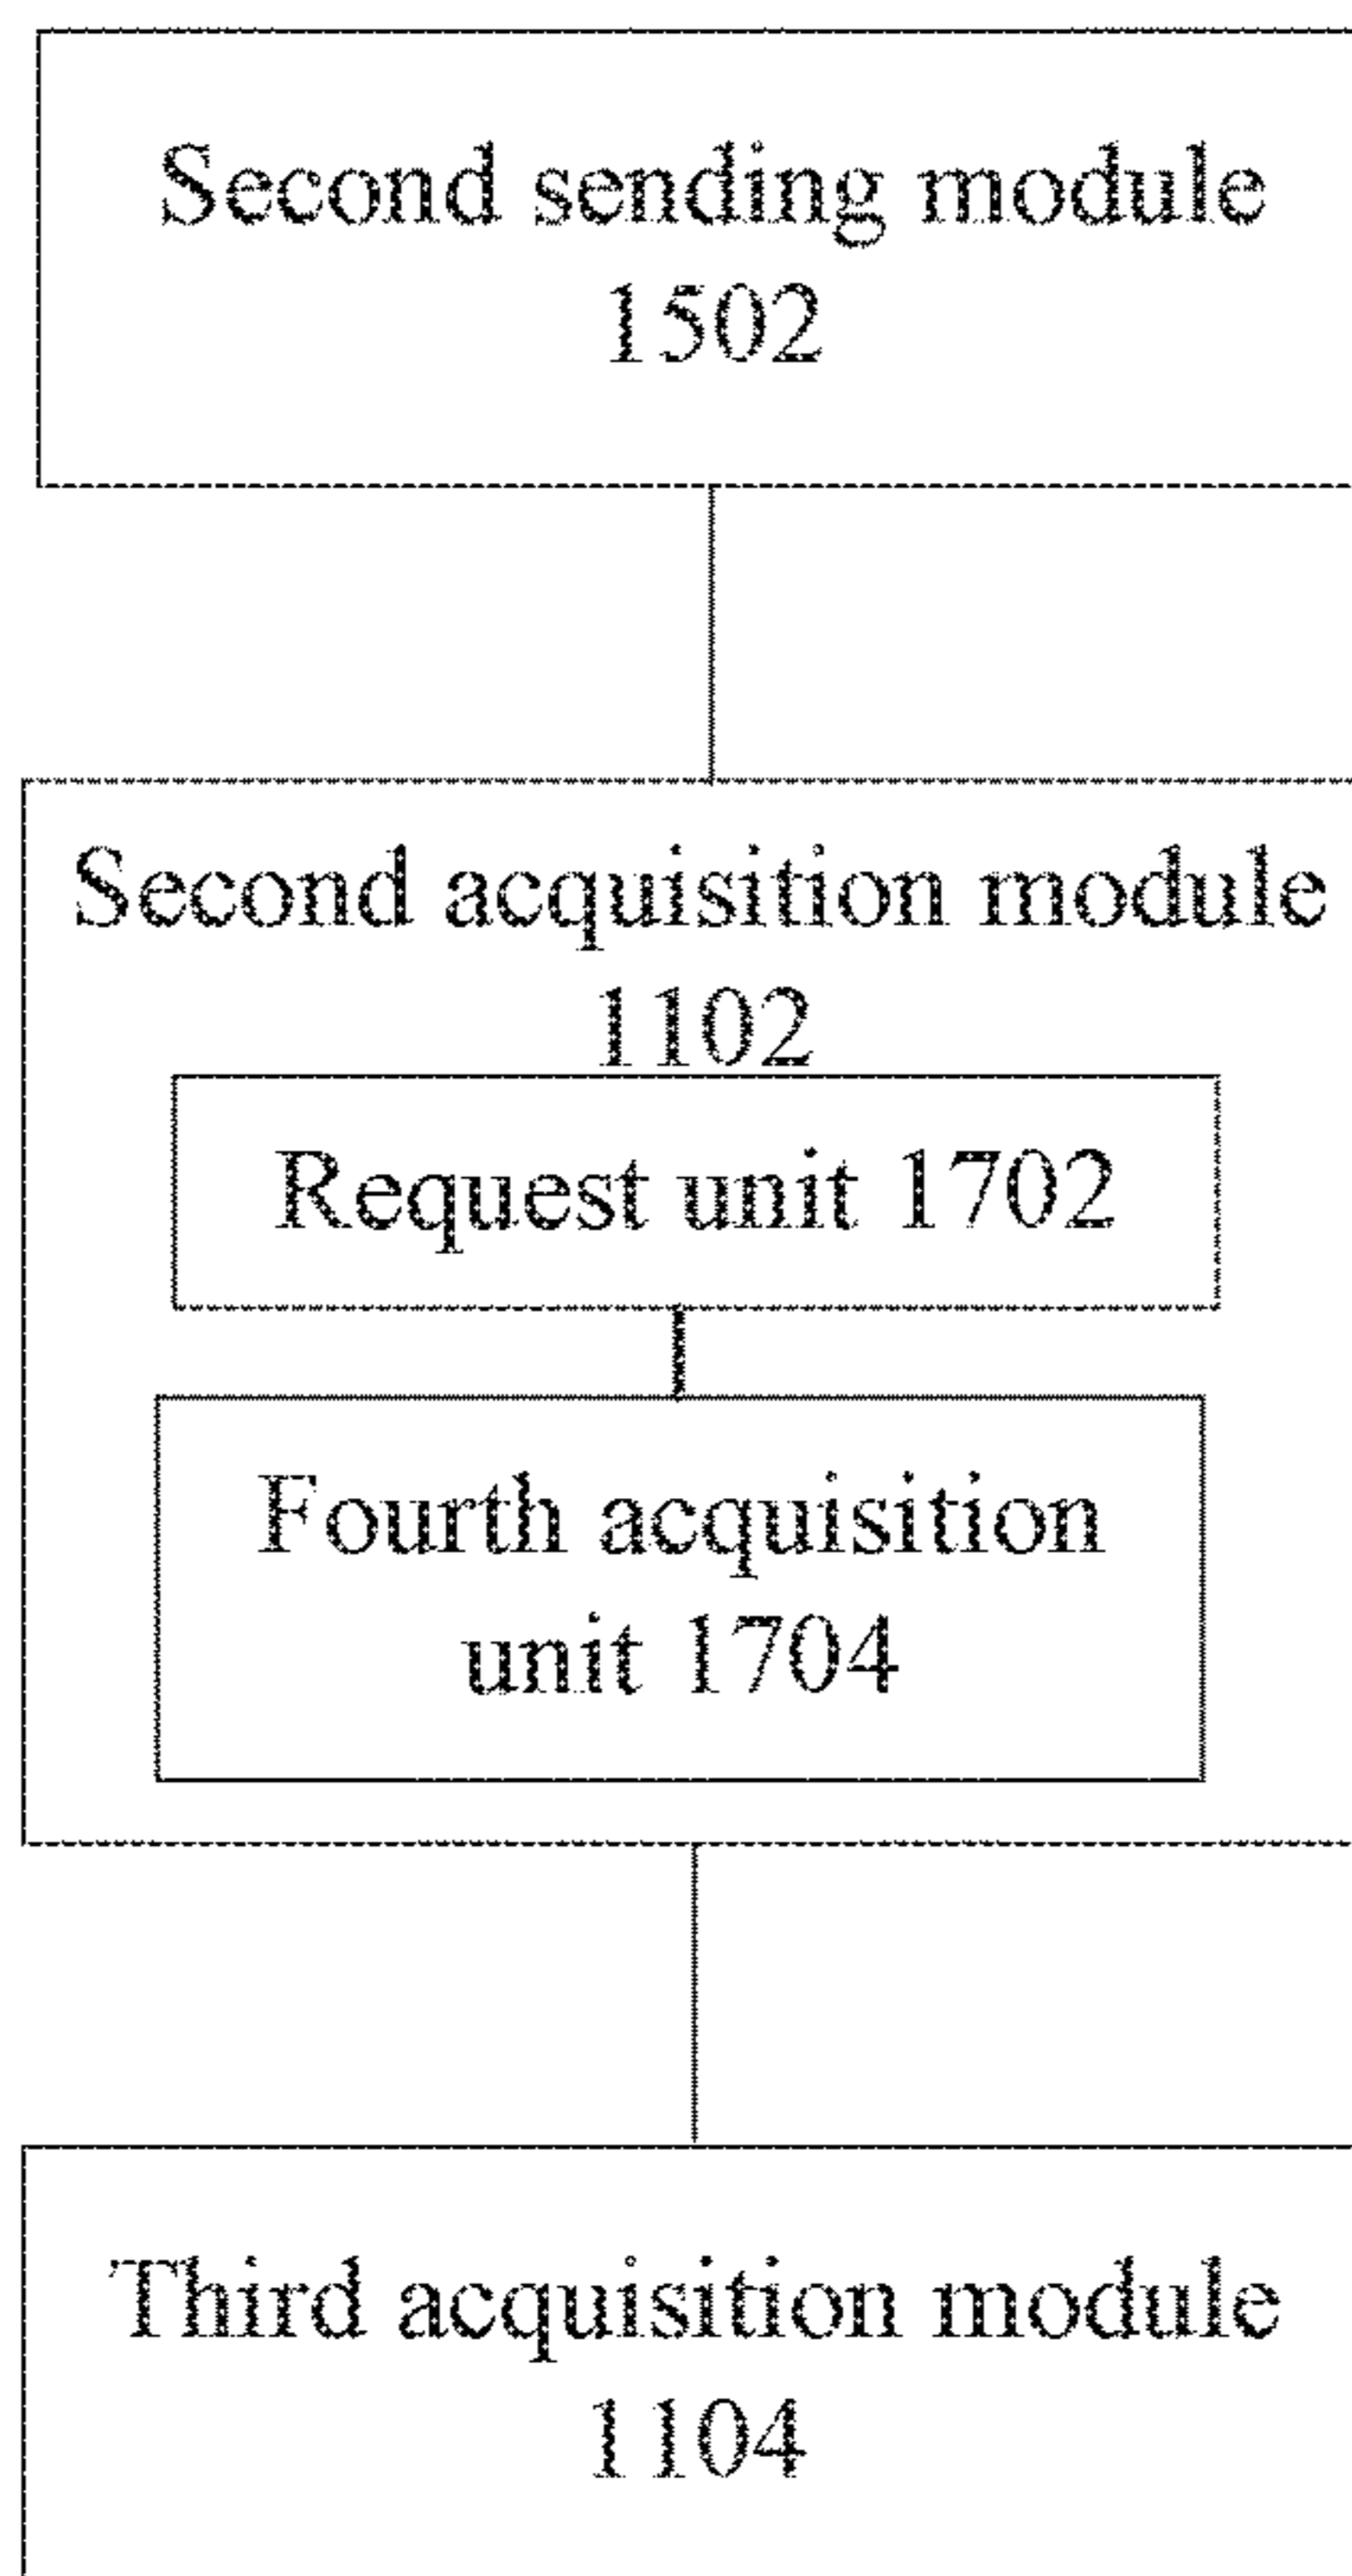 Second sending module
1502
Second acquisition module
1102
Request unit 1702
Fourth acquisition
unit 1704
Third acquisition module
1104